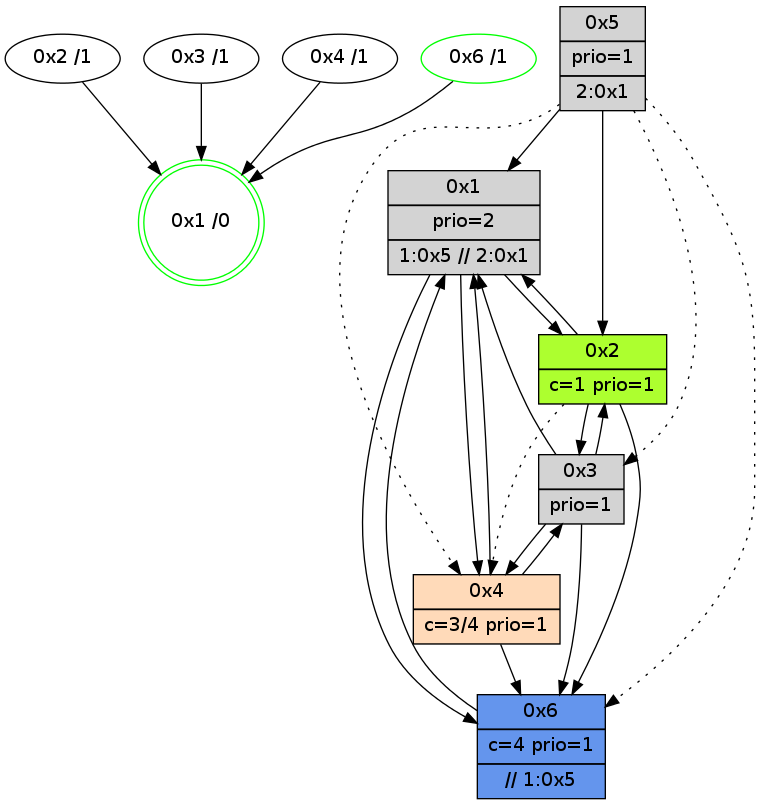 0x2 /1
0x3 /1
0x4 /1
0x6 /1
0x5
prio=1
2:0x1
0x1 /0
0x1
prio=2
1:0x5 // 2:0x1
0x2
c=1 prio=1
0x3
prio=1
0x4
c=3/4 prio=1
0x6
c=4 prio=1
// 1:0x5